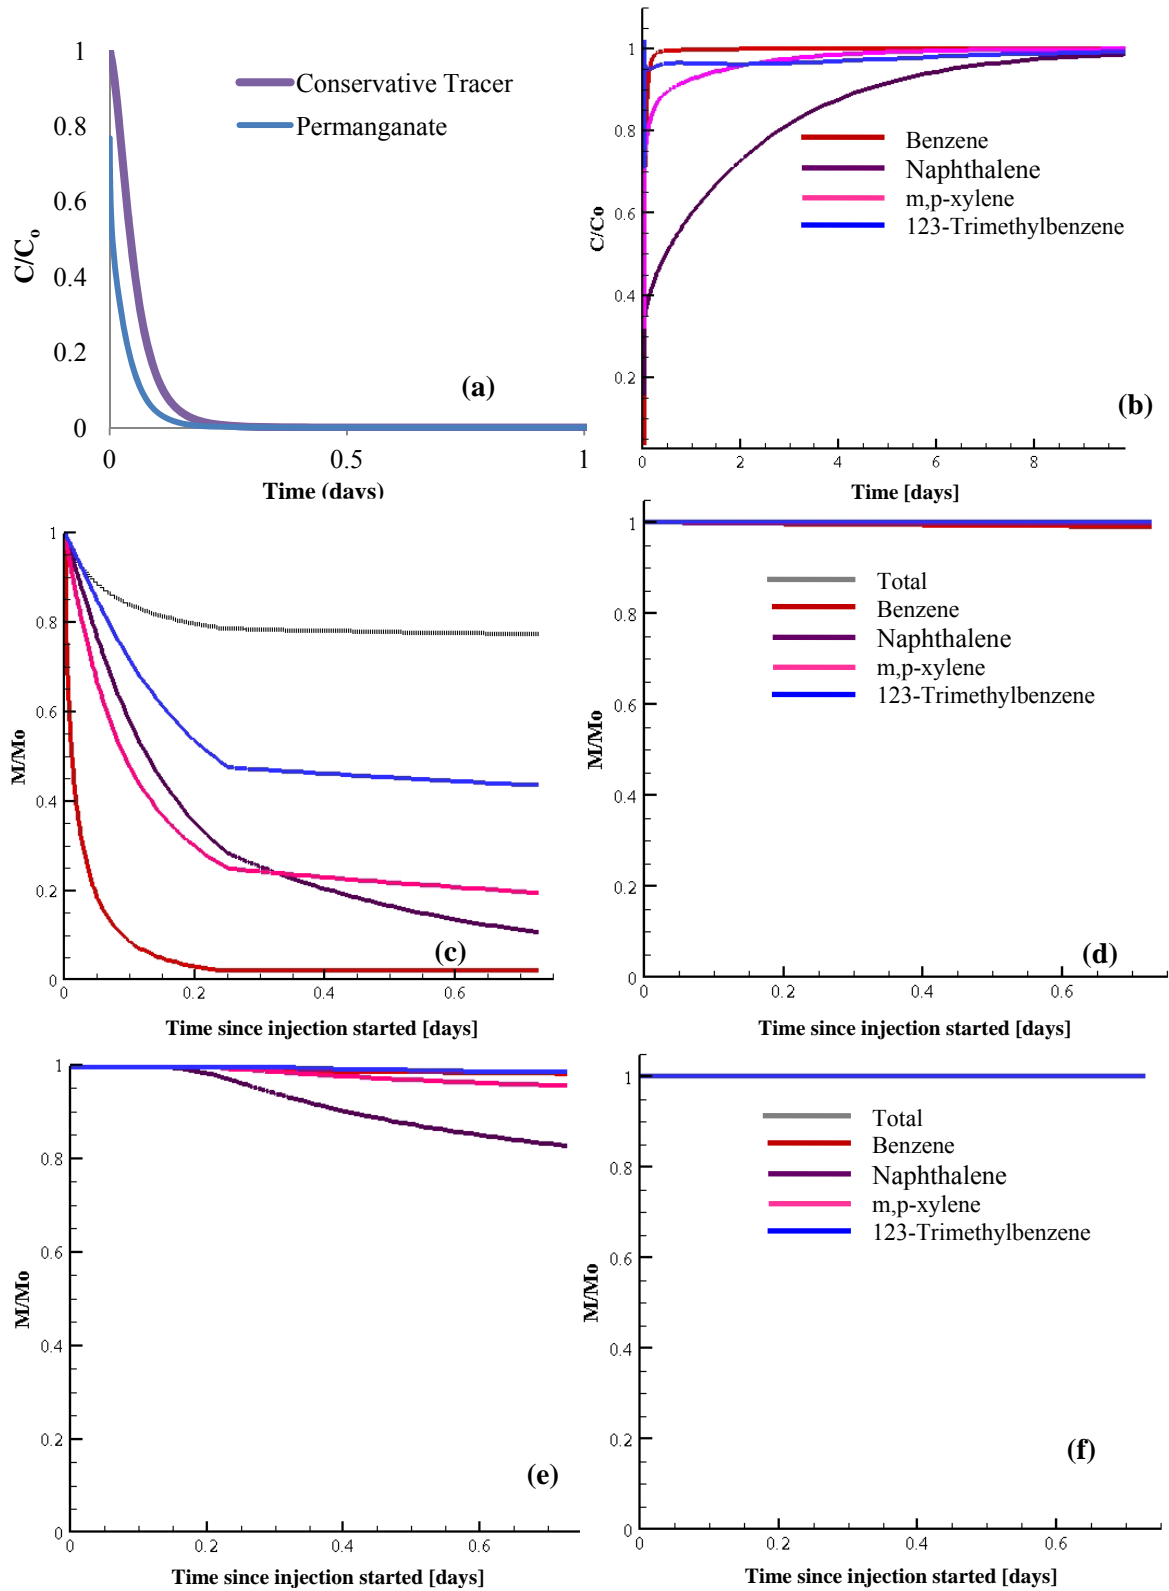 1
0.8
0.6
0.4
0.2
0
C/Co
Conservative Tracer
Permanganate
(a)
0
0.5
1
Time (days)
1
0.8
0.6
0.4
0.2
C/Co
Benzene
Naphthalene
m,p-xylene
123-Trimethylbenzene
(b)
0
2
4
6
8
Time [days]
1
0.8
0.6
0.4
0.2
0
M/Mo
(c)
0
0.2
0.4
0.6
Time since injection started [days]
1
0.8
0.6
0.4
0.2
0
M/Mo
Total
Benzene
Naphthalene
m,p-xylene
123-Trimethylbenzene
(d)
0
0.2
0.4
0.6
Time since injection started [days]
1
0.8
0.6
0.4
0.2
0
M/Mo
(e)
0
0.2
0.4
0.6
Time since injection started [days]
1
0.8
0.6
0.4
0.2
0
M/Mo
Total
Benzene
Naphthalene
m,p-xylene
123-Trimethylbenzene
(f)
0
0.2
0.4
0.6
Time since injection started [days]